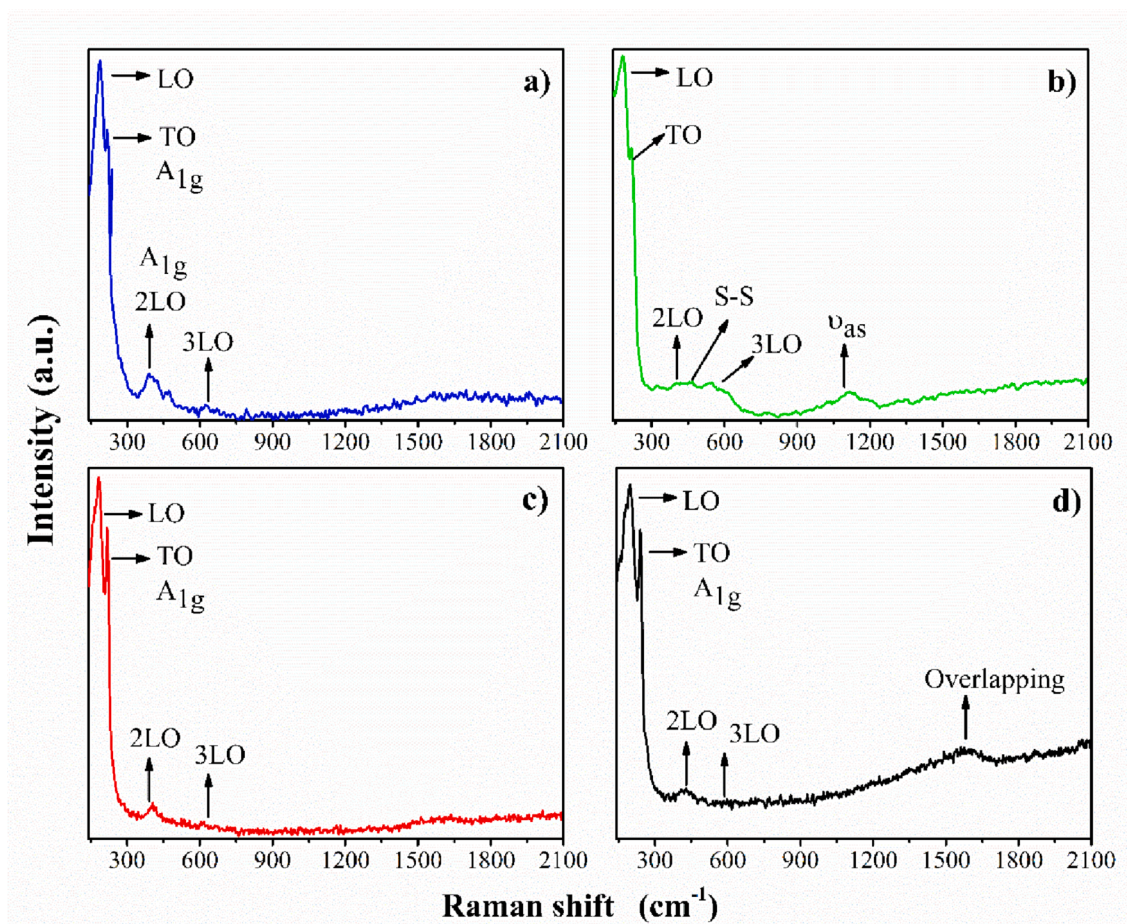 a)
LO
TO
A1g
A1g
2LO
3LO
300 600 900 1200 1500 1800 2100
b)
LO
TO
2LO
S-S
3LO
υas
300 600 900 1200 1500 1800 2100
c)
LO
TO
A1g
2LO
3LO
300 600 900 1200 1500 1800 2100
d)
LO
TO
A1g
Overlapping
2LO
3LO
300 600 900 1200 1500 1800 2100
Intensity (a.u.)
Raman shift (cm-1)